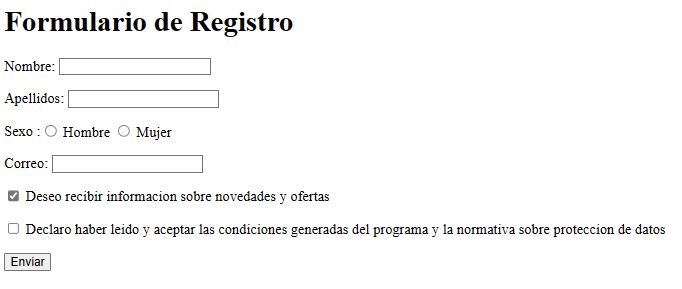 Formulario de Registro
Nombre:
Apellidos:
Sexo : Hombre Mujer
Correo:
Deseo recibir informacion sobre novedades y ofertas
Declaro haber leido y aceptar las condiciones generadas del programa y la normativa sobre proteccion de datos
Enviar